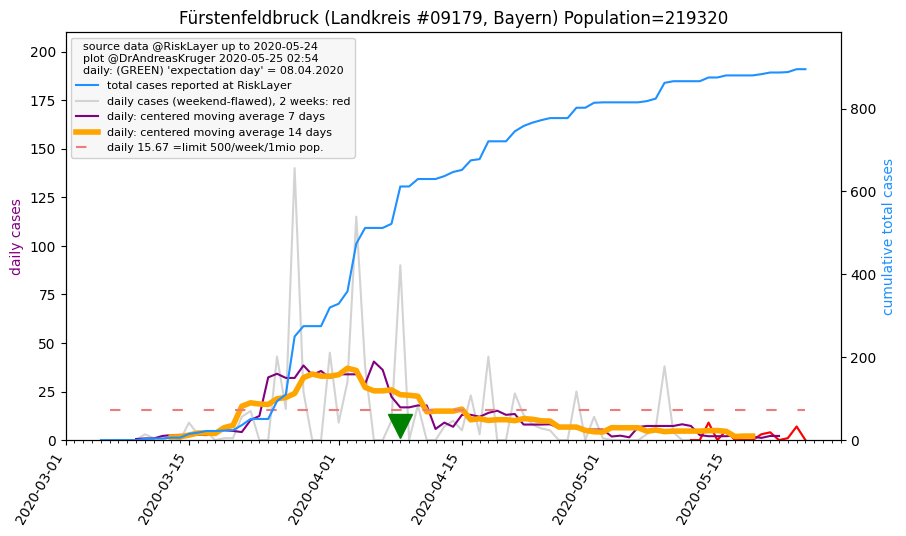 Fürstenfeldbruck (Landkreis #09179, Bayern) Population=219320
source data @RiskLayer up to 2020-05-24
plot @DrAndreasKruger 2020-05-25 02:54
daily: (GREEN) 'expectation day' = 08.04.2020
total cases reported at RiskLayer
daily cases (weekend-flawed), 2 weeks: red
daily: centered moving average 7 days
daily: centered moving average 14 days
daily 15.67 =limit 500/week/1mio pop.
200
175
150
125
100
75
50
25
0
daily cases
800
600
400
200
0
cumulative total cases
2020-03-01
2020-03-15
2020-04-01
2020-04-15
2020-05-01
2020-05-15